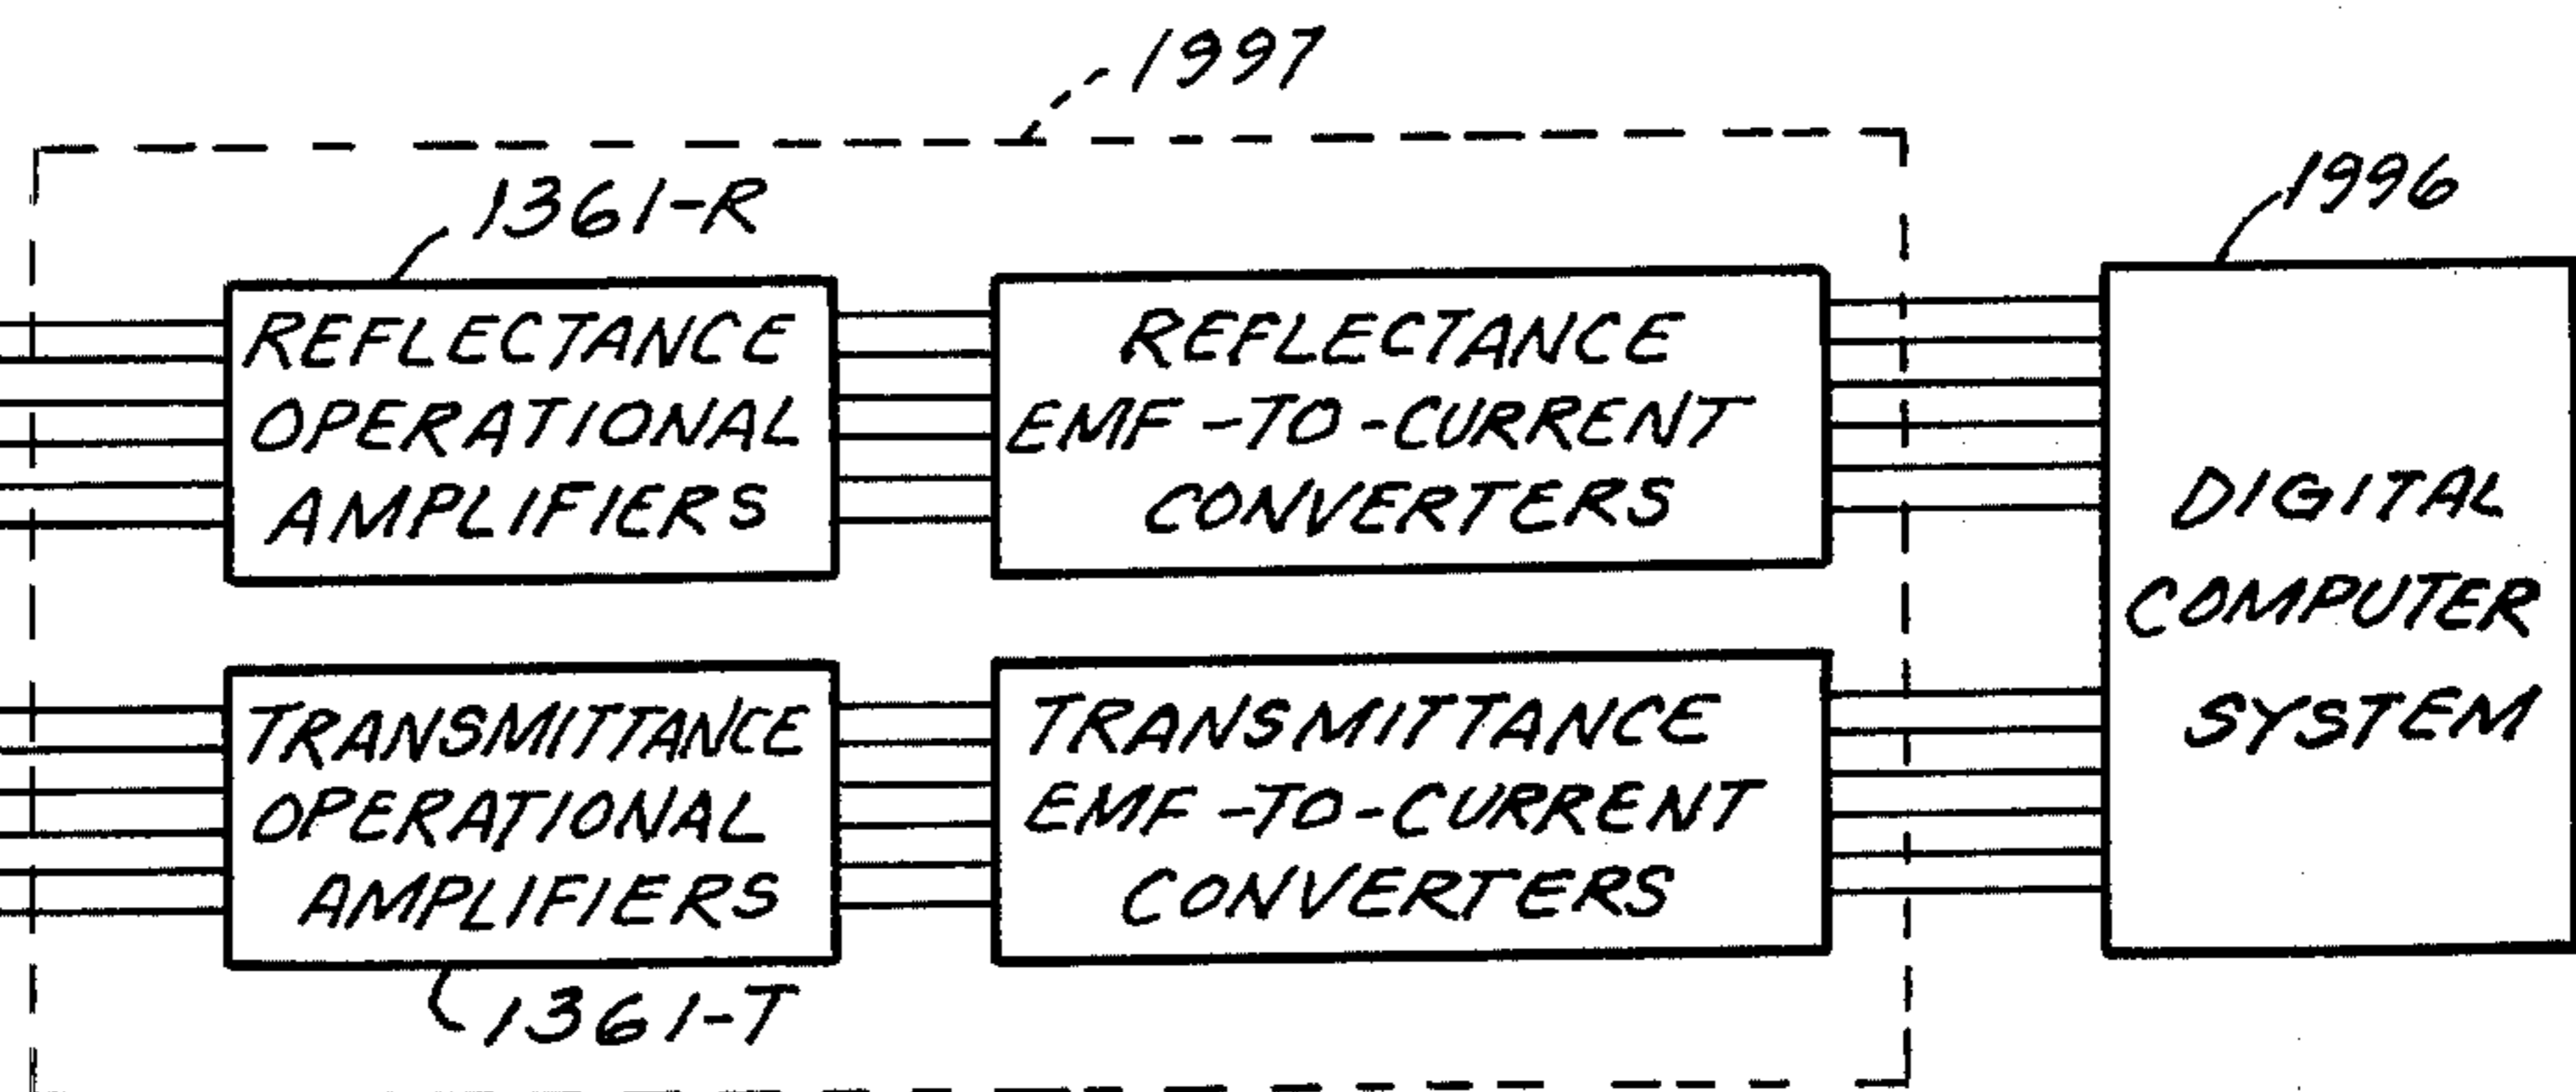 1997
1361-R
1996
REFLECTANCE
OPERATIONAL
AMPLIFIERS
REFLECTANCE
EMF-TO-CURRENT
CONVERTERS
DIGITAL
COMPUTER
SYSTEM
TRANSMITTANCE
OPERATIONAL
AMPLIFIERS
TRANSMITTANCE
EMF-TO-CURRENT
CONVERTERS
1361-T